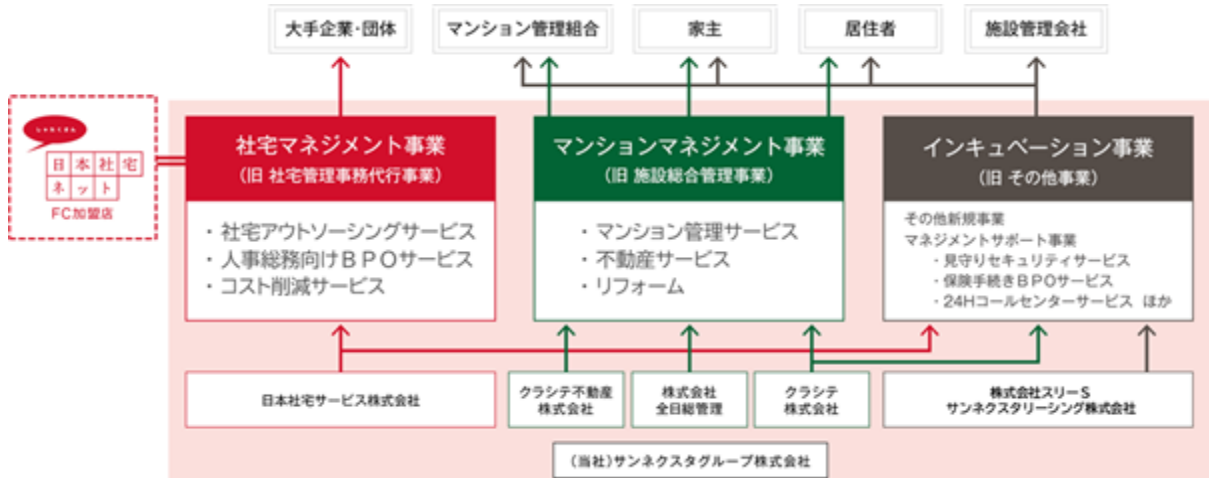 大手企業・団体
マンション管理組合
家主
居住者
施設管理会社
しゃたくさん
日本社宅
ネット
FC加盟店
社宅マネジメント事業
(旧 社宅管理事務代行事業)
・社宅アウトソーシングサービス
・人事総務向けBPOサービス
・コスト削減サービス
マンションマネジメント事業
(旧 施設総合管理事業)
・マンション管理サービス
・不動産サービス
・リフォーム
インキュベーション事業
(旧 その他事業)
その他新規事業
マネジメントサポート事業
・見守りセキュリティサービス
・保険手続きBPOサービス
・24Hコールセンターサービス ほか
日本社宅サービス株式会社
クラシテ不動産
株式会社
株式会社
全日総管理
クラシテ
株式会社
株式会社スリーS
サンネクスタリーシング株式会社
(当社)サンネクスタグループ株式会社